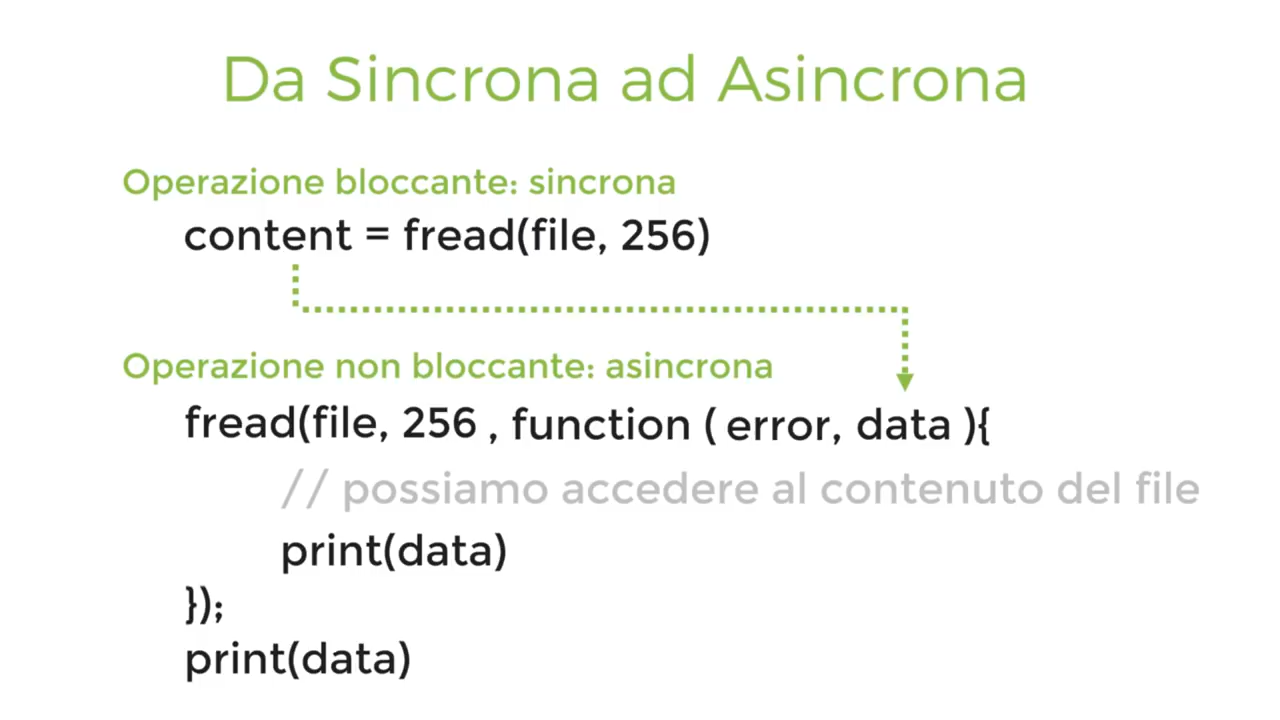 Da Sincrona ad Asincrona
Operazione bloccante: sincrona
content = fread(file, 256)
Operazione non bloccante: asincrona
fread(file, 256 , function ( error, data ){
// possiamo accedere al contenuto del file
print(data)
});
print(data)